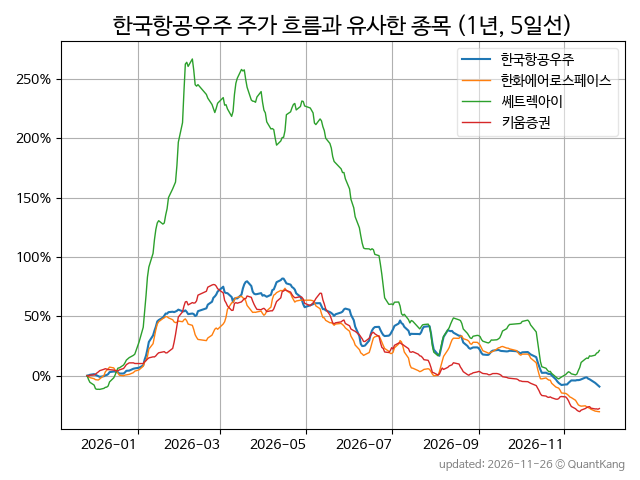 한국항공우주 주가 흐름과 유사한 종목 (1년, 5일선)
한국항공우주
한화에어로스페이스
쎄트렉아이
키움증권
250%
200%
150%
100%
50%
0%
2026-01
2026-03
2026-05
2026-07
2026-09
2026-11
updated: 2026-11-26 © QuantKang